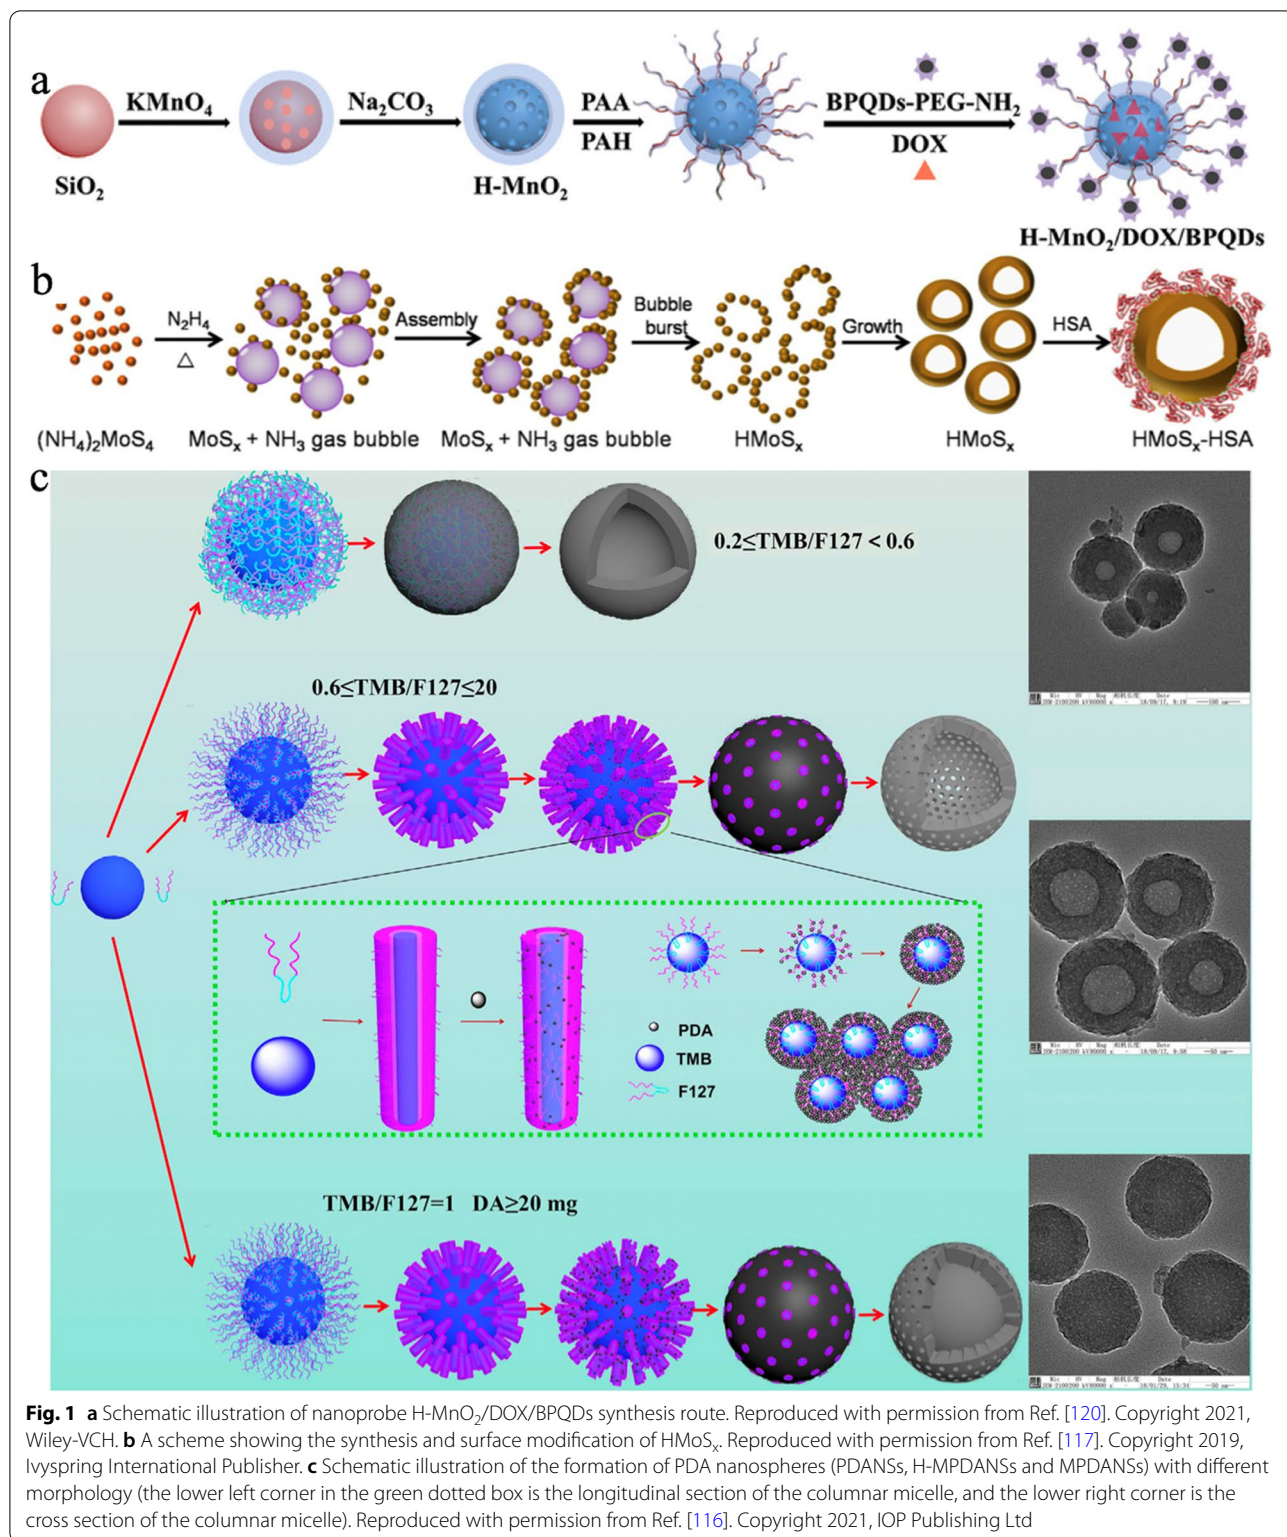 a
KMnO₄
Na₂CO₃
PAA
PAH
BPQDs-PEG-NH₂
DOX
SiO₂
H-MnO₂
H-MnO₂/DOX/BPQDs
b
N₂H₄
△
Assembly
Bubble
burst
Growth
HSA
(NH₄)₂MoS₄
MoSₓ + NH₃ gas bubble
MoSₓ + NH₃ gas bubble
HMoSₓ
HMoSₓ
HMoSₓ-HSA
c
0.2≤TMB/F127 < 0.6
0.6≤TMB/F127≤20
PDA
TMB
F127
TMB/F127=1 DA≥20 mg
Fig. 1 a Schematic illustration of nanoprobe H-MnO₂/DOX/BPQDs synthesis route. Reproduced with permission from Ref. [120]. Copyright 2021,
Wiley-VCH. b A scheme showing the synthesis and surface modification of HMoSₓ. Reproduced with permission from Ref. [117]. Copyright 2019,
Ivyspring International Publisher. c Schematic illustration of the formation of PDA nanospheres (PDANSs, H-MPDANSs and MPDANSs) with different
morphology (the lower left corner in the green dotted box is the longitudinal section of the columnar micelle, and the lower right corner is the
cross section of the columnar micelle). Reproduced with permission from Ref. [116]. Copyright 2021, IOP Publishing Ltd